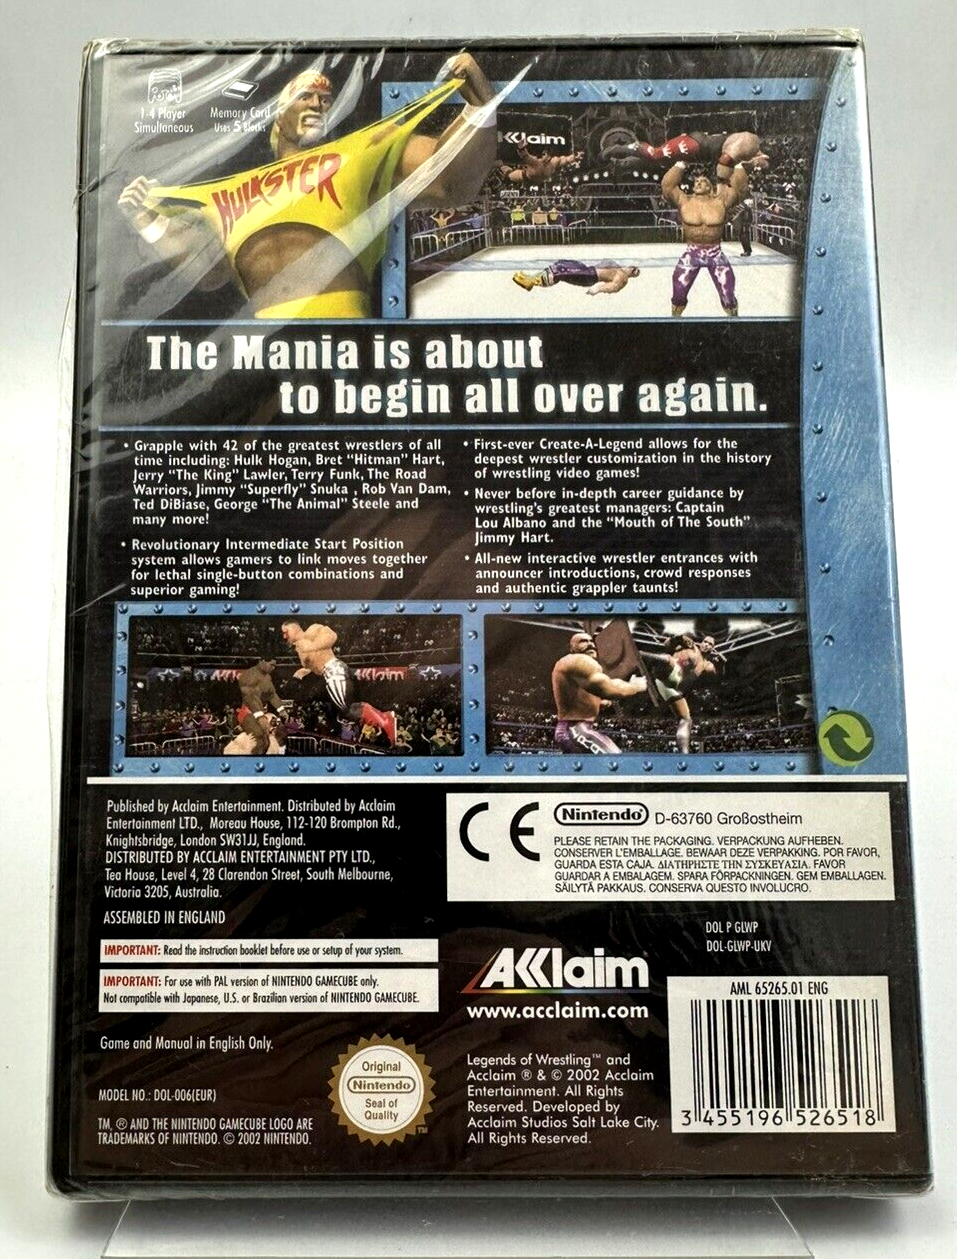 1-4 Player
Simultaneous
Memory Card
Uses 5 Blocks
HULKSTER
AKKlaim
The Mania is about
to begin all over again.
• Grapple with 42 of the greatest wrestlers of all
time including: Hulk Hogan, Bret "Hitman" Hart,
Jerry "The King" Lawler, Terry Funk, The Road
Warriors, Jimmy "Superfly" Snuka , Rob Van Dam,
Ted DiBiase, George "The Animal" Steele and
many more!
• Revolutionary Intermediate Start Position
system allows gamers to link moves together
for lethal single-button combinations and
superior gaming!
• First-ever Create-A-Legend allows for the
deepest wrestler customization in the history
of wrestling video games!
• Never before in-depth career guidance by
wrestling's greatest managers: Captain
Lou Albano and the "Mouth of The South"
Jimmy Hart.
• All-new interactive wrestler entrances with
announcer introductions, crowd responses
and authentic grappler taunts!
Published by Acclaim Entertainment. Distributed by Acclaim
Entertainment LTD., Moreau House, 112-120 Brompton Rd.,
Knightsbridge, London SW31JJ, England.
DISTRIBUTED BY ACCLAIM ENTERTAINMENT PTY LTD.,
Tea House, Level 4, 28 Clarendon Street, South Melbourne,
Victoria 3205, Australia.
ASSEMBLED IN ENGLAND
IMPORTANT: Read the instruction booklet before use or setup of your system.
IMPORTANT: For use with PAL version of NINTENDO GAMECUBE only.
Not compatible with Japanese, U.S. or Brazilian version of NINTENDO GAMECUBE.
Game and Manual in English Only.
MODEL NO.: DOL-006(EUR)
TM, ® AND THE NINTENDO GAMECUBE LOGO ARE
TRADEMARKS OF NINTENDO. © 2002 NINTENDO.
Original
Nintendo
Seal of
Quality
TM
CE Nintendo® D-63760 Großostheim
PLEASE RETAIN THE PACKAGING. VERPACKUNG AUFHEBEN.
CONSERVER L'EMBALLAGE. BEWAAR DEZE VERPAKKING. POR FAVOR,
GUARDA ESTA CAJA. ΔΙΑΤΗΡΗΣΤΕ ΤΗΝ ΣΥΣΚΕΥΑΣΙΑ. FAVOR
GUARDAR A EMBALAGEM. SPARA FÖRPACKNINGEN. GEM EMBALLAGEN.
SÄILYTÄ PAKKAUS. CONSERVA QUESTO INVOLUCRO.
DOL P GLWP
DOL-GLWP-UKV
AKKlaim
www.acclaim.com
Legends of Wrestling™ and
Acclaim ® & © 2002 Acclaim
Entertainment. All Rights
Reserved. Developed by
Acclaim Studios Salt Lake City.
All Rights Reserved.
AML 65265.01 ENG
3 455196 526518